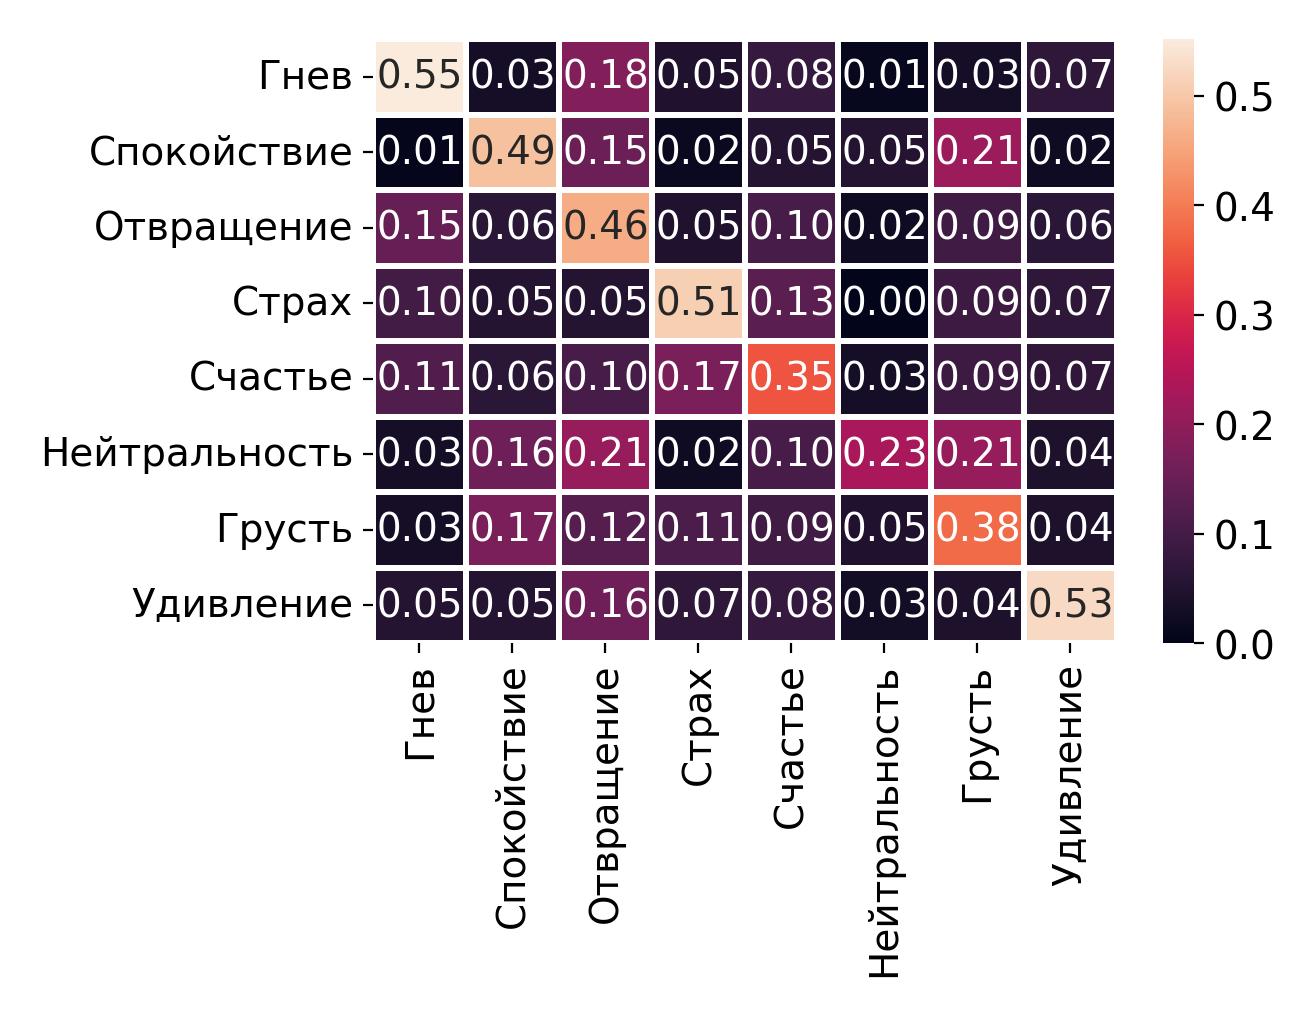 Гнев 0.55 0.03 0.18 0.05 0.08 0.01 0.03 0.07
Спокойствие 0.01 0.49 0.15 0.02 0.05 0.05 0.21 0.02
Отвращение 0.15 0.06 0.46 0.05 0.10 0.02 0.09 0.06
Страх 0.10 0.05 0.05 0.51 0.13 0.00 0.09 0.07
Счастье 0.11 0.06 0.10 0.17 0.35 0.03 0.09 0.07
Нейтральность 0.03 0.16 0.21 0.02 0.10 0.23 0.21 0.04
Грусть 0.03 0.17 0.12 0.11 0.09 0.05 0.38 0.04
Удивление 0.05 0.05 0.16 0.07 0.08 0.03 0.04 0.53
Гнев
Спокойствие
Отвращение
Страх
Счастье
Нейтральность
Грусть
Удивление
0.5
0.4
0.3
0.2
0.1
0.0